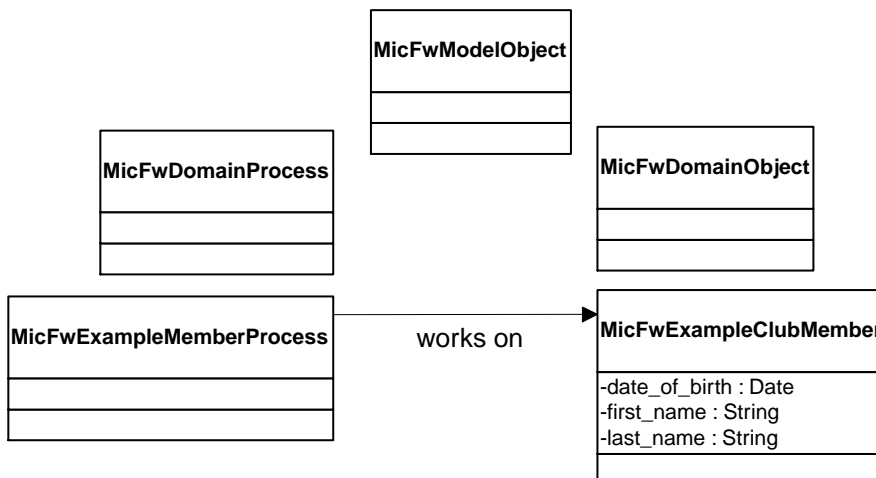 MicFwModelObject
MicFwDomainProcess
MicFwDomainObject
MicFwExampleMemberProcess
works on
MicFwExampleClubMember
-date_of_birth : Date
-first_name : String
-last_name : String